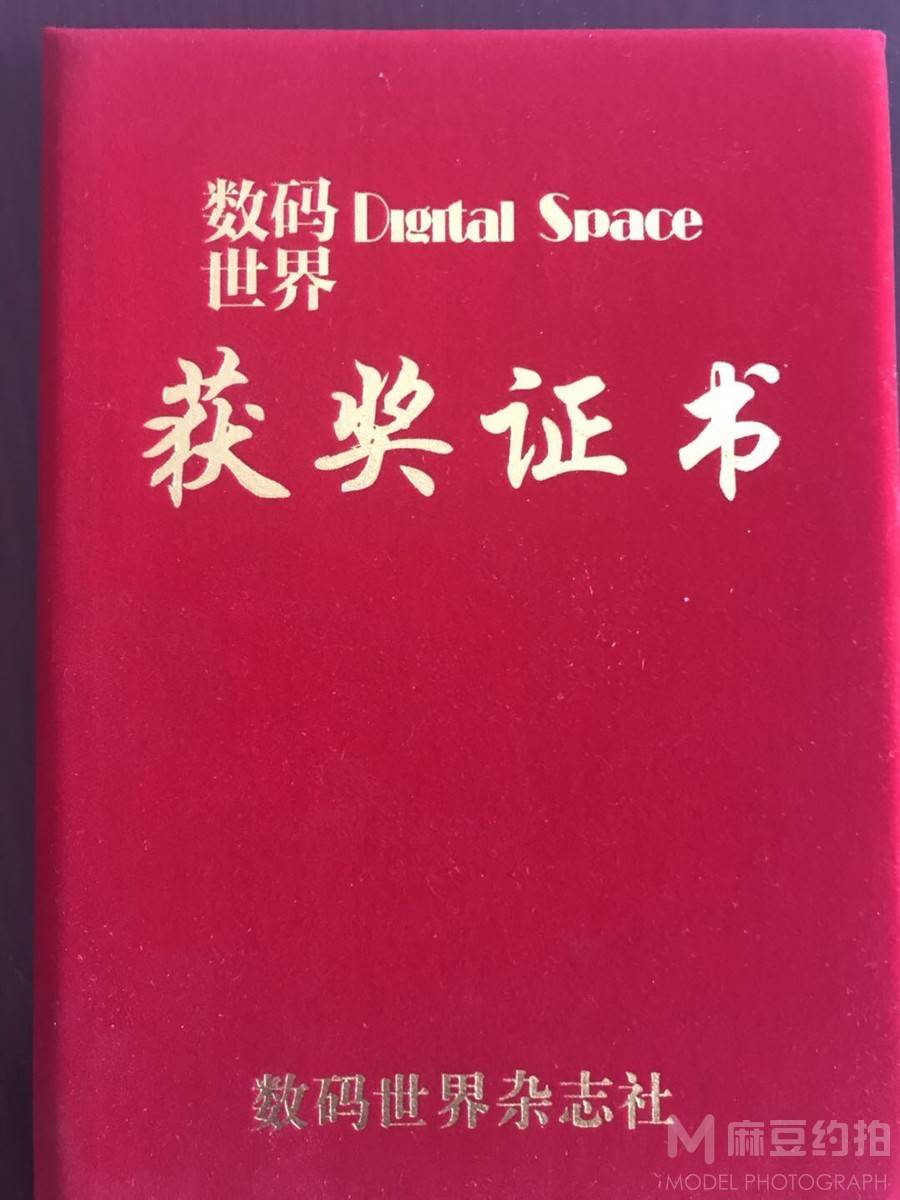 数码 Digital Space
世界
获奖证书
数码世界杂志社
M 麻豆约拍
MODEL PHOTOGRAPH